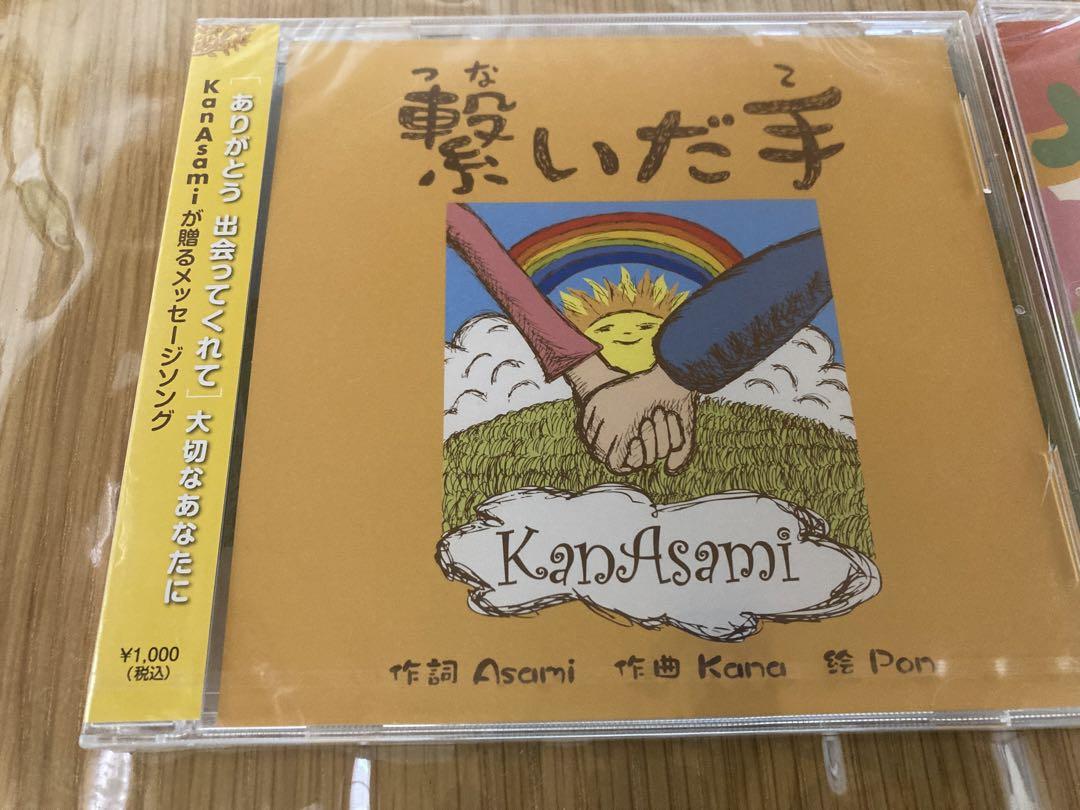 [ありがとう 出会ってくれて] 大切なあなたに
KanAsamiが贈るメッセージソング
¥1,000
(税込)
つな て
繋いだ手
KanAsami
作詞 Asami 作曲 Kana 絵 Pon